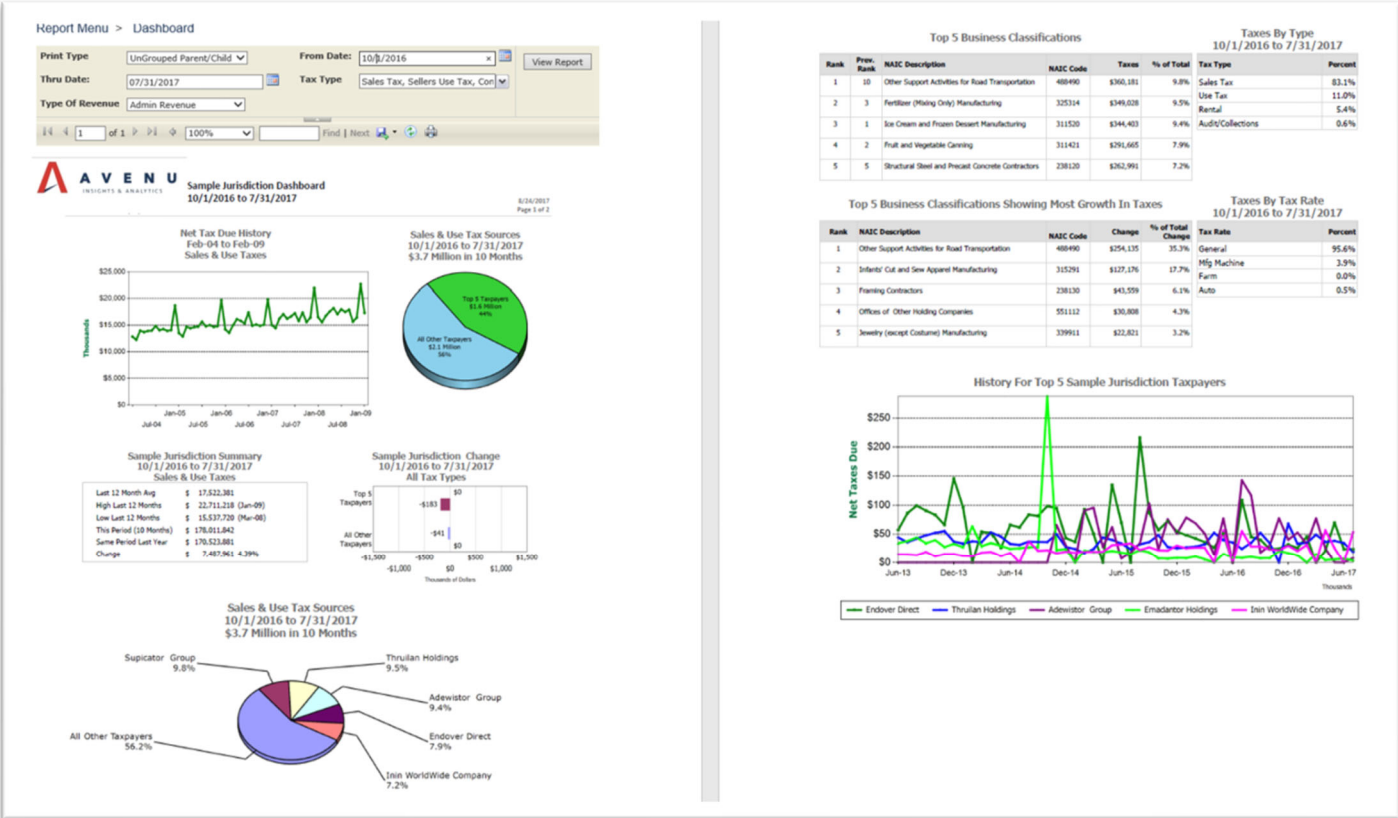 Report Menu > Dashboard
Print Type UnGrouped Parent/Child From Date: 10/1/2016 × View Report
Thru Date: 07/31/2017 Tax Type Sales Tax, Sellers Use Tax, Con
Type Of Revenue Admin Revenue
1 of 1 100% Find | Next
AVENU
INSIGHTS & ANALYTICS
Sample Jurisdiction Dashboard
10/1/2016 to 7/31/2017
8/24/2017
Page 1 of 2
Net Tax Due History
Feb-04 to Feb-09
Sales & Use Taxes
$25,000
$20,000
$15,000
$10,000
$5,000
$0
Thousands
Jan-05 Jan-06 Jan-07 Jan-08 Jan-09
Jul-04 Jul-05 Jul-06 Jul-07 Jul-08
Sales & Use Tax Sources
10/1/2016 to 7/31/2017
$3.7 Million in 10 Months
Top 5 Taxpayers
$1.6 Million
44%
All Other Taxpayers
$2.1 Million
56%
Sample Jurisdiction Summary
10/1/2016 to 7/31/2017
Sales & Use Taxes
Last 12 Month Avg $ 17,522,381
High Last 12 Months $ 22,711,218 (Jan-09)
Low Last 12 Months $ 15,537,720 (Mar-08)
This Period (10 Months) $ 178,011,842
Same Period Last Year $ 170,523,881
Change $ 7,487,961 4.39%
Sample Jurisdiction Change
10/1/2016 to 7/31/2017
All Tax Types
Top 5
Taxpayers
$0
-$183
All Other
Taxpayers
-$41
$0
-$1,500 -$500 $500 $1,500
-$1,000 $0 $1,000
Thousands of Dollars
Sales & Use Tax Sources
10/1/2016 to 7/31/2017
$3.7 Million in 10 Months
Supicator Group
9.8%
Thruilan Holdings
9.5%
Adewistor Group
9.4%
Endover Direct
7.9%
Inin WorldWide Company
7.2%
All Other Taxpayers
56.2%
Top 5 Business Classifications
Rank Prev. Rank NAIC Description NAIC Code Taxes % of Total
1 10 Other Support Activities for Road Transportation 488490 $360,181 9.8%
2 3 Fertilizer (Mixing Only) Manufacturing 325314 $349,028 9.5%
3 1 Ice Cream and Frozen Dessert Manufacturing 311520 $344,403 9.4%
4 2 Fruit and Vegetable Canning 311421 $291,665 7.9%
5 5 Structural Steel and Precast Concrete Contractors 238120 $262,991 7.2%
Taxes By Type
10/1/2016 to 7/31/2017
Tax Type Percent
Sales Tax 83.1%
Use Tax 11.0%
Rental 5.4%
Audit/Collections 0.6%
Top 5 Business Classifications Showing Most Growth In Taxes
Rank NAIC Description NAIC Code Change % of Total Change
1 Other Support Activities for Road Transportation 488490 $254,135 35.3%
2 Infants' Cut and Sew Apparel Manufacturing 315291 $127,176 17.7%
3 Framing Contractors 238130 $43,559 6.1%
4 Offices of Other Holding Companies 551112 $30,808 4.3%
5 Jewelry (except Costume) Manufacturing 339911 $22,821 3.2%
Taxes By Tax Rate
10/1/2016 to 7/31/2017
Tax Rate Percent
General 95.6%
Mfg Machine 3.9%
Farm 0.0%
Auto 0.5%
History For Top 5 Sample Jurisdiction Taxpayers
Net Taxes Due
$250
$200
$150
$100
$50
$0
Jun-13 Dec-13 Jun-14 Dec-14 Jun-15 Dec-15 Jun-16 Dec-16 Jun-17
Thousands
Endover Direct Thruilan Holdings Adewistor Group Emadantor Holdings Inin WorldWide Company